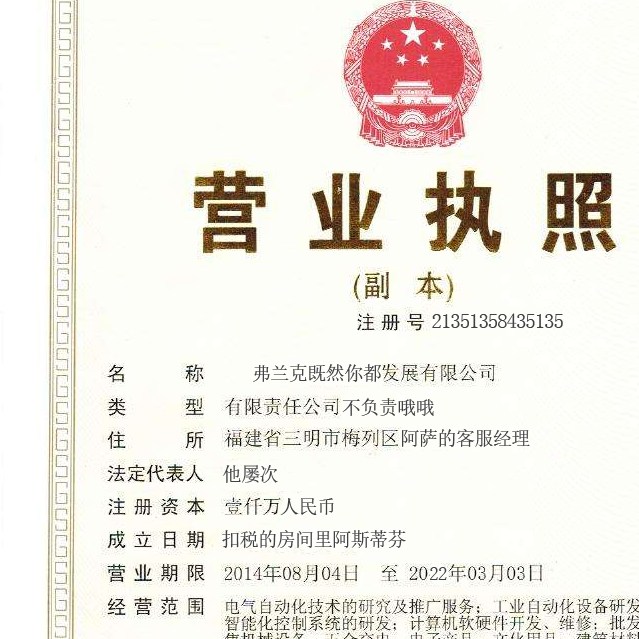 营业执照
(副 本)
注册号 21351358435135
名称 弗兰克既然你都发展有限公司
类型 有限责任公司不负责哦哦
住所 福建省三明市梅列区阿萨的客服经理
法定代表人 他屡次
注册资本 壹仟万人民币
成立日期 扣税的房间里阿斯蒂芬
营业期限 2014年08月04日 至 2022年03月03日
经营范围 电气自动化技术的研究及推广服务；工业自动化设备研发
智能化控制系统的研发；计算机软硬件开发、维修；批发